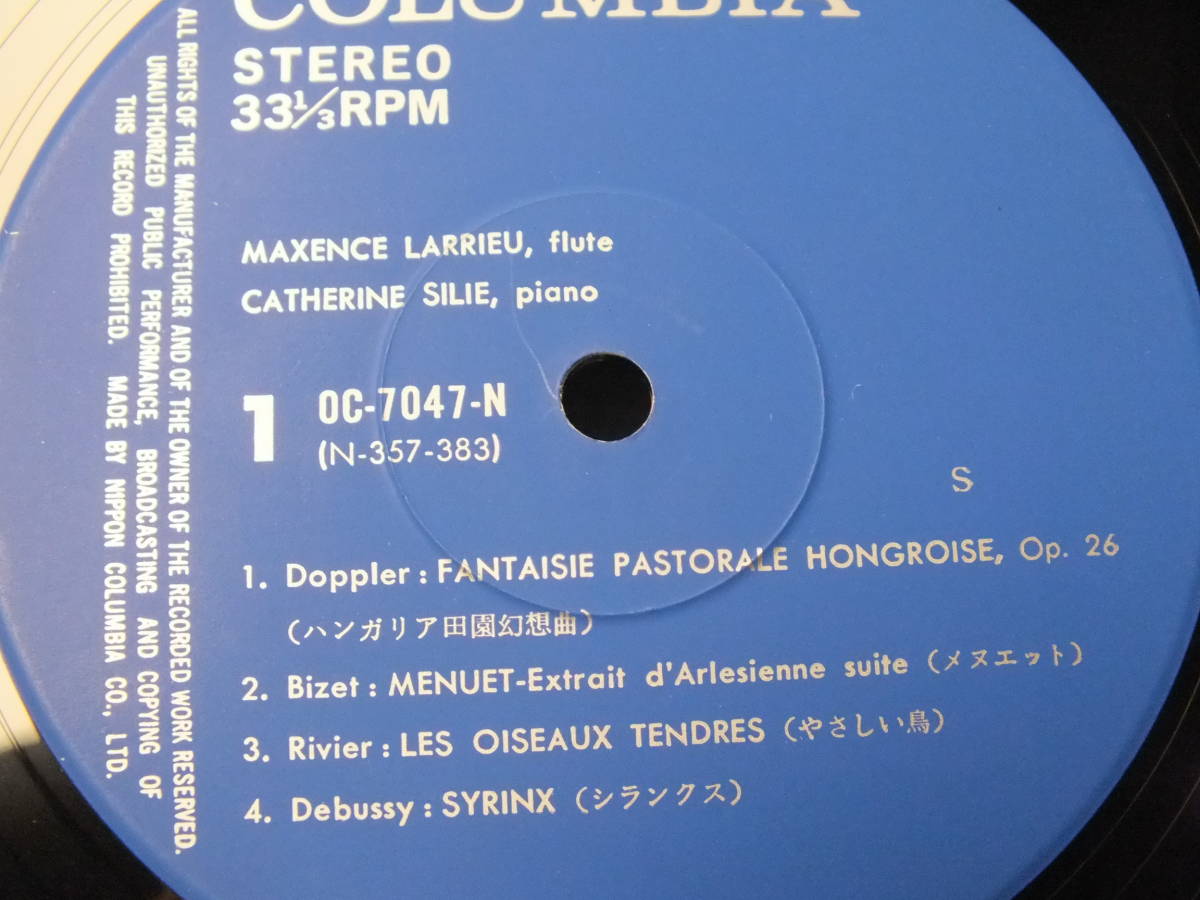 COLUMBIA
STEREO
33⅓RPM
MAXENCE LARRIEU, flute
CATHERINE SILIE, piano
1
OC-7047-N
(N-357-383)
S
1. Doppler : FANTAISIE PASTORALE HONGROISE, Op. 26
(ハンガリア田園幻想曲)
2. Bizet : MENUET-Extrait d'Arlesienne suite (メヌエット)
3. Rivier : LES OISEAUX TENDRES (やさしい鳥)
4. Debussy : SYRINX (シランクス)
ALL RIGHTS OF THE MANUFACTURER AND OF THE OWNER OF THE RECORDED WORK RESERVED.
UNAUTHORIZED PUBLIC PERFORMANCE, BROADCASTING AND COPYING OF
THIS RECORD PROHIBITED. MADE BY NIPPON COLUMBIA CO., LTD.